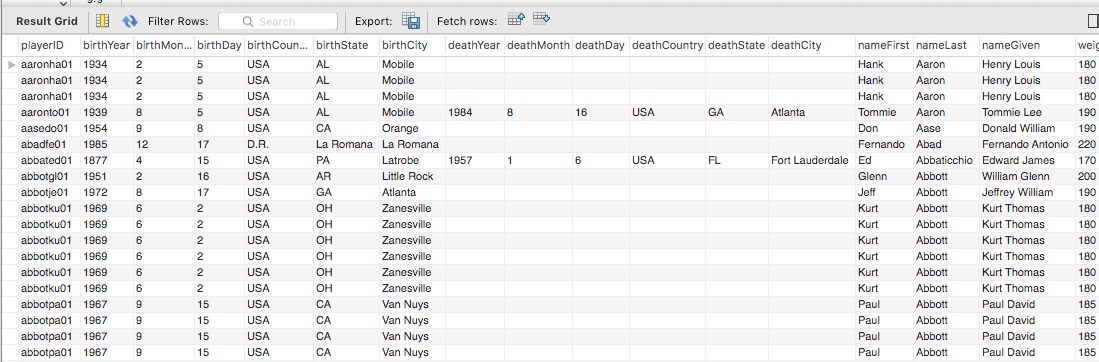 Result Grid Filter Rows: Search Export: Fetch rows:
playerID birthYear birthMon... birthDay birthCoun... birthState birthCity deathYear deathMonth deathDay deathCountry deathState deathCity nameFirst nameLast nameGiven
aaronha01 1934 2 5 USA AL Mobile Hank Aaron Henry Louis 180
aaronha01 1934 2 5 USA AL Mobile Hank Aaron Henry Louis 180
aaronha01 1934 2 5 USA AL Mobile Hank Aaron Henry Louis 180
aaronto01 1939 8 5 USA AL Mobile 1984 8 16 USA GA Atlanta Tommie Aaron Tommie Lee 190
aasedo01 1954 9 8 USA CA Orange Don Aase Donald William 190
abadfe01 1985 12 17 D.R. La Romana La Romana Fernando Abad Fernando Antonio 220
abbated01 1877 4 15 USA PA Latrobe 1957 1 6 USA FL Fort Lauderdale Ed Abbaticchio Edward James 170
abbotgl01 1951 2 16 USA AR Little Rock Glenn Abbott William Glenn 200
abbotje01 1972 8 17 USA GA Atlanta Jeff Abbott Jeffrey William 190
abbotku01 1969 6 2 USA OH Zanesville Kurt Abbott Kurt Thomas 180
abbotku01 1969 6 2 USA OH Zanesville Kurt Abbott Kurt Thomas 180
abbotku01 1969 6 2 USA OH Zanesville Kurt Abbott Kurt Thomas 180
abbotku01 1969 6 2 USA OH Zanesville Kurt Abbott Kurt Thomas 180
abbotku01 1969 6 2 USA OH Zanesville Kurt Abbott Kurt Thomas 180
abbotku01 1969 6 2 USA OH Zanesville Kurt Abbott Kurt Thomas 180
abbotpa01 1967 9 15 USA CA Van Nuys Paul Abbott Paul David 185
abbotpa01 1967 9 15 USA CA Van Nuys Paul Abbott Paul David 185
abbotpa01 1967 9 15 USA CA Van Nuys Paul Abbott Paul David 185
abbotpa01 1967 9 15 USA CA Van Nuys Paul Abbott Paul David 185